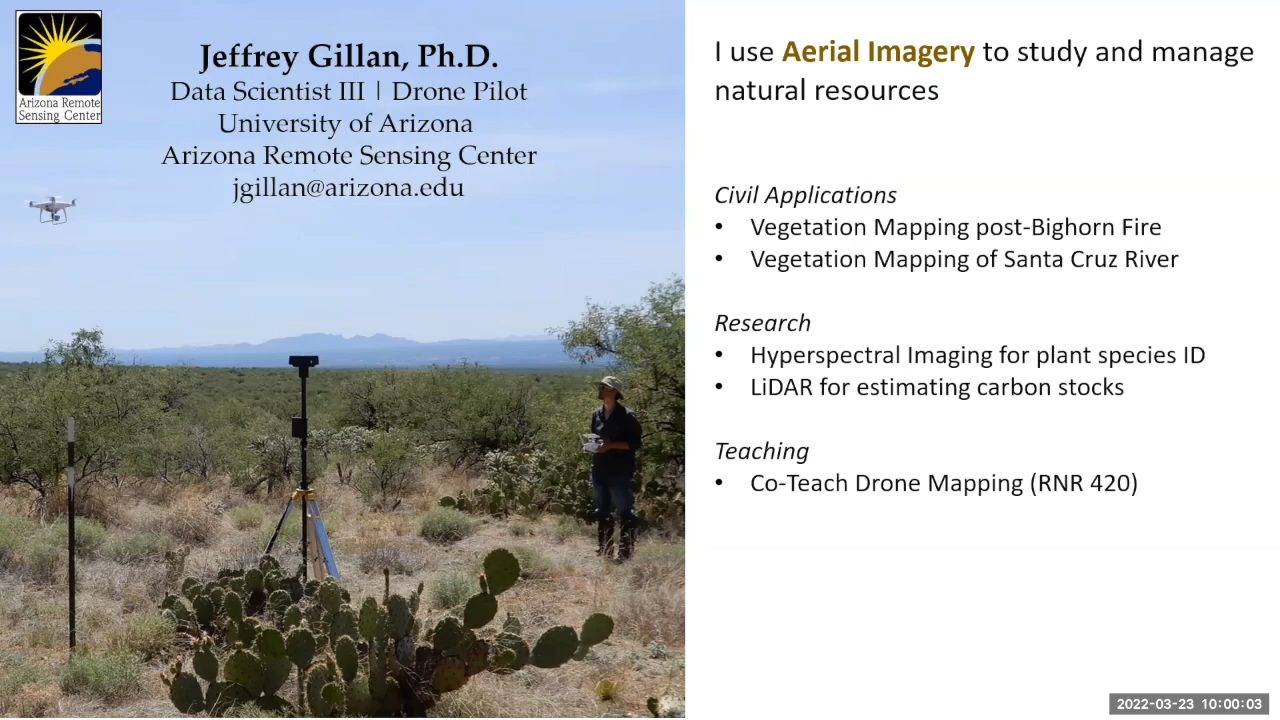 Arizona Remote
Sensing Center
Jeffrey Gillan, Ph.D.
Data Scientist III | Drone Pilot
University of Arizona
Arizona Remote Sensing Center
jgillan@arizona.edu
I use Aerial Imagery to study and manage
natural resources
Civil Applications
• Vegetation Mapping post-Bighorn Fire
• Vegetation Mapping of Santa Cruz River
Research
• Hyperspectral Imaging for plant species ID
• LiDAR for estimating carbon stocks
Teaching
• Co-Teach Drone Mapping (RNR 420)
2022-03-23 10:00:03